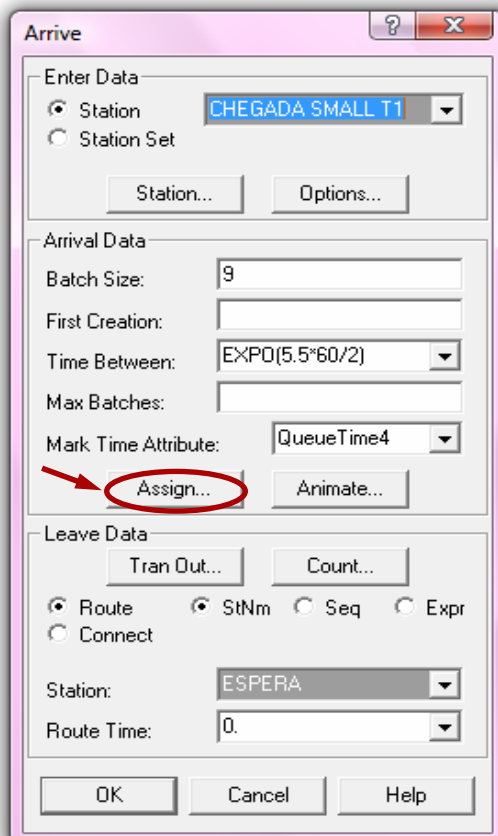 Arrive
Enter Data
Station CHEGADA SMALL T1
Station Set
Station... Options...
Arrival Data
Batch Size: 9
First Creation:
Time Between: EXPO(5.5*60/2)
Max Batches:
Mark Time Attribute: QueueTime4
Assign... Animate...
Leave Data
Tran Out... Count...
Route StNm Seq Expr
Connect
Station: ESPERA
Route Time: 0.
OK Cancel Help